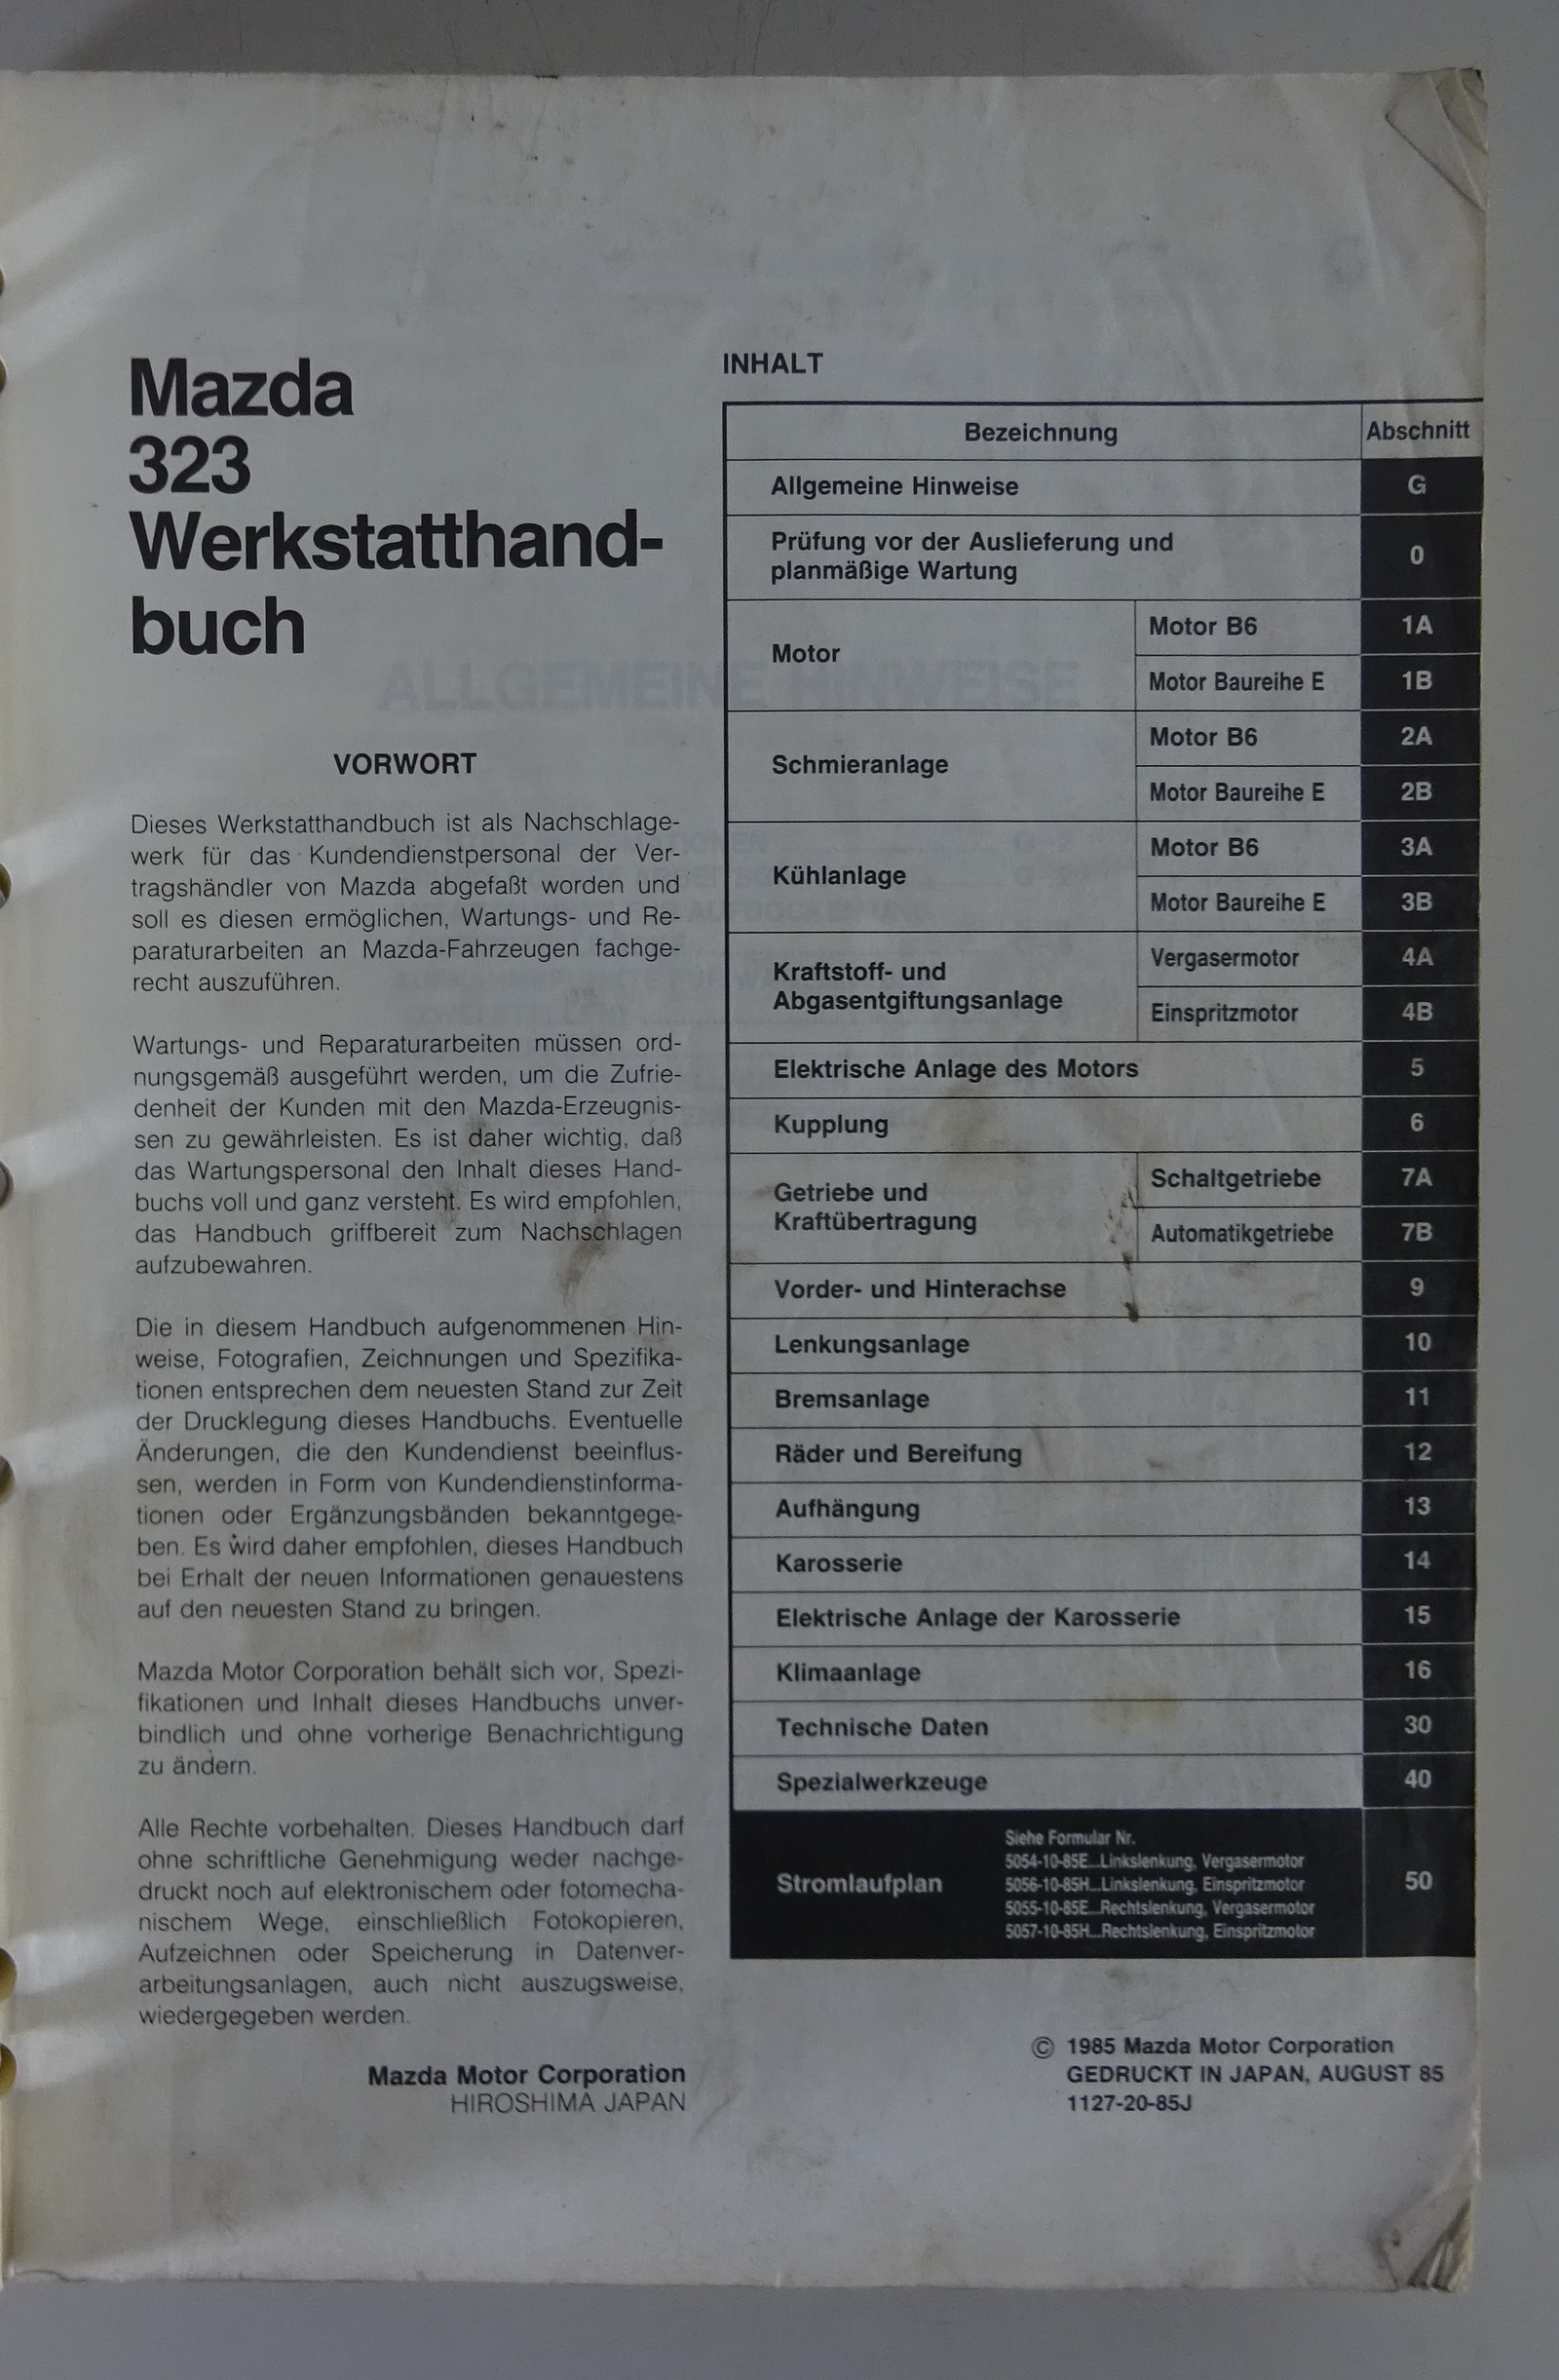 Mazda
323
Werkstatthand-
buch
VORWORT
Dieses Werkstatthandbuch ist als Nachschlage-
werk für das Kundendienstpersonal der Ver-
tragshändler von Mazda abgefaßt worden und
soll es diesen ermöglichen, Wartungs- und Re-
paraturarbeiten an Mazda-Fahrzeugen fachge-
recht auszuführen.
Wartungs- und Reparaturarbeiten müssen ord-
nungsgemäß ausgeführt werden, um die Zufrie-
denheit der Kunden mit den Mazda-Erzeugnis-
sen zu gewährleisten. Es ist daher wichtig, daß
das Wartungspersonal den Inhalt dieses Hand-
buchs voll und ganz versteht. Es wird empfohlen,
das Handbuch griffbereit zum Nachschlagen
aufzubewahren.
Die in diesem Handbuch aufgenommenen Hin-
weise, Fotografien, Zeichnungen und Spezifika-
tionen entsprechen dem neuesten Stand zur Zeit
der Drucklegung dieses Handbuchs. Eventuelle
Änderungen, die den Kundendienst beeinflus-
sen, werden in Form von Kundendienstinforma-
tionen oder Ergänzungsbänden bekanntgege-
ben. Es wird daher empfohlen, dieses Handbuch
bei Erhalt der neuen Informationen genauestens
auf den neuesten Stand zu bringen.
Mazda Motor Corporation behält sich vor, Spezi-
fikationen und Inhalt dieses Handbuchs unver-
bindlich und ohne vorherige Benachrichtigung
zu ändern.
Alle Rechte vorbehalten. Dieses Handbuch darf
ohne schriftliche Genehmigung weder nachge-
druckt noch auf elektronischem oder fotomecha-
nischem Wege, einschließlich Fotokopieren,
Aufzeichnen oder Speicherung in Datenver-
arbeitungsanlagen, auch nicht auszugsweise,
wiedergegeben werden.
Mazda Motor Corporation
HIROSHIMA JAPAN
INHALT
Bezeichnung Abschnitt
Allgemeine Hinweise G
Prüfung vor der Auslieferung und
planmäßige Wartung 0
Motor Motor B6 1A
Motor Baureihe E 1B
Schmieranlage Motor B6 2A
Motor Baureihe E 2B
Kühlanlage Motor B6 3A
Motor Baureihe E 3B
Kraftstoff- und
Abgasentgiftungsanlage Vergasermotor 4A
Einspritzmotor 4B
Elektrische Anlage des Motors 5
Kupplung 6
Getriebe und
Kraftübertragung Schaltgetriebe 7A
Automatikgetriebe 7B
Vorder- und Hinterachse 9
Lenkungsanlage 10
Bremsanlage 11
Räder und Bereifung 12
Aufhängung 13
Karosserie 14
Elektrische Anlage der Karosserie 15
Klimaanlage 16
Technische Daten 30
Spezialwerkzeuge 40
Stromlaufplan 50
Siehe Formular Nr.
5054-10-85E...Linkslenkung, Vergasermotor
5056-10-85H...Linkslenkung, Einspritzmotor
5055-10-85E...Rechtslenkung, Vergasermotor
5057-10-85H...Rechtslenkung, Einspritzmotor
© 1985 Mazda Motor Corporation
GEDRUCKT IN JAPAN, AUGUST 85
1127-20-85J
ALLGEMEINE HINWEISE